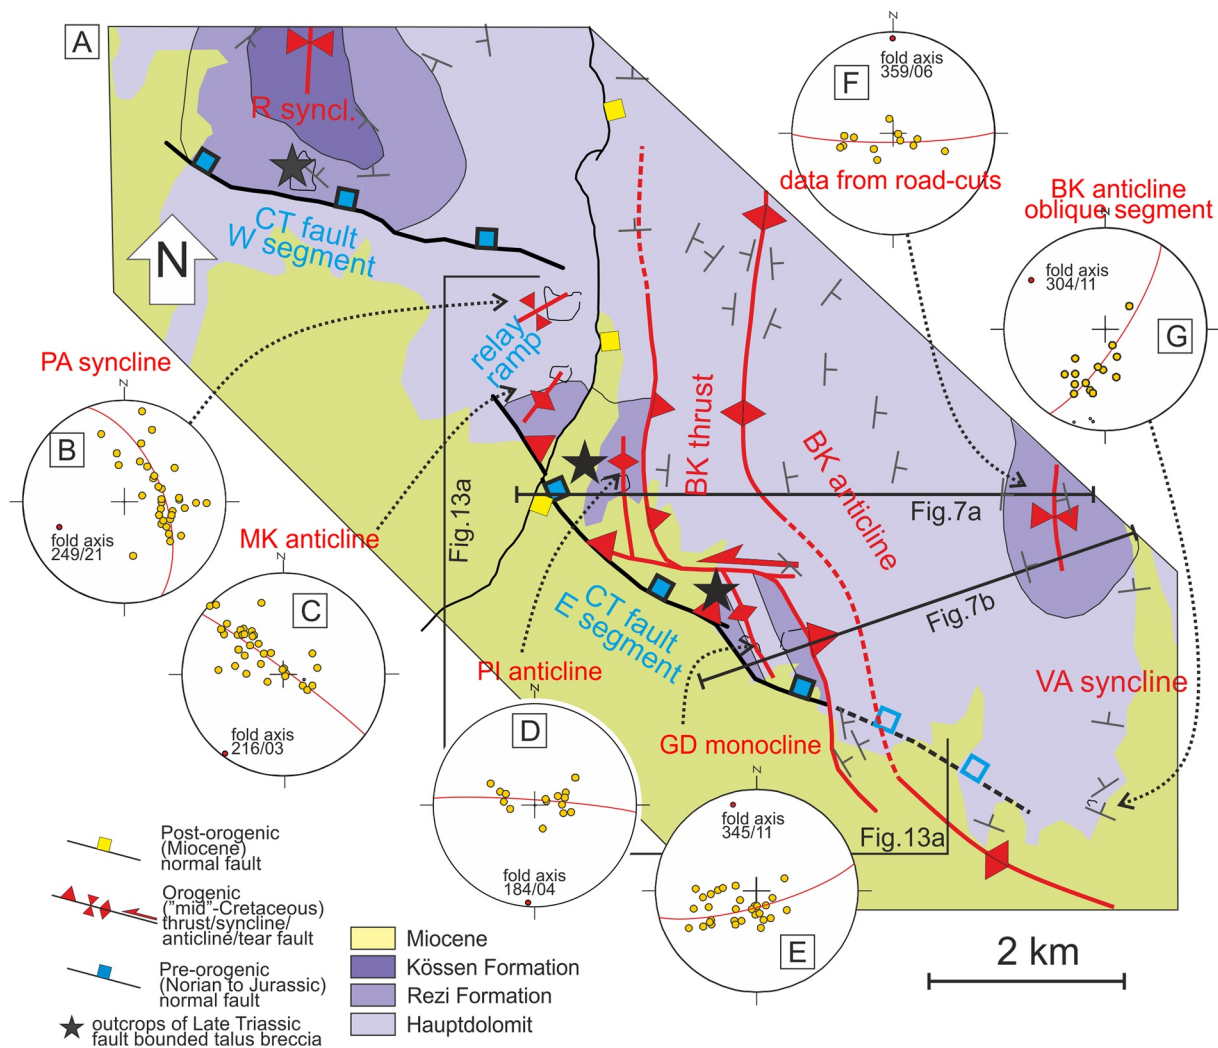 A
R syncl.
CT fault
W segment
N
relay
ramp
BK thrust
BK anticline
Fig.13a
Fig.7a
Fig.7b
CT fault
E segment
VA syncline
Fig.13a
F
N
fold axis
359/06
data from road-cuts
BK anticline
oblique segment
N
fold axis
304/11
G
PA syncline
N
B
fold axis
249/21
MK anticline
N
C
fold axis
216/03
PI anticline
N
D
fold axis
184/04
GD monocline
N
fold axis
345/11
E
Post-orogenic
(Miocene)
normal fault
Orogenic
("mid"-Cretaceous)
thrust/syncline/
anticline/tear fault
Pre-orogenic
(Norian to Jurassic)
normal fault
outcrops of Late Triassic
fault bounded talus breccia
Miocene
Kössen Formation
Rezi Formation
Hauptdolomit
2 km